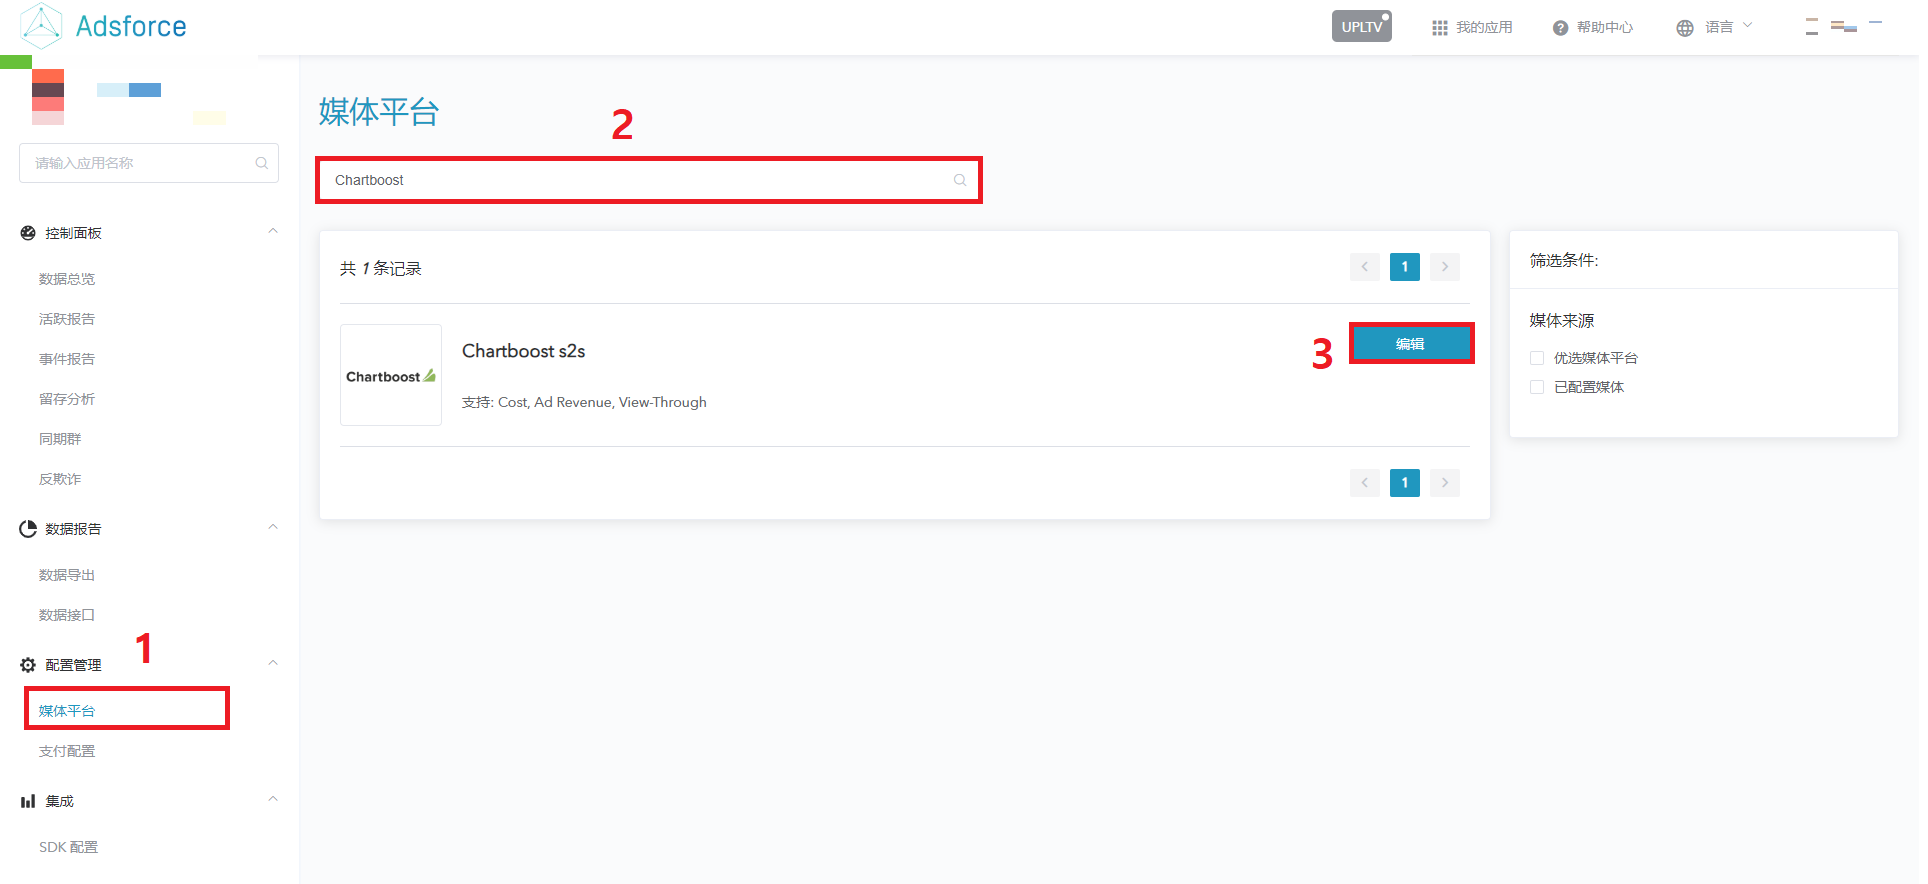 Adsforce
UPLTV
我的应用
帮助中心
语言
请输入应用名称
控制面板
数据总览
活跃报告
事件报告
留存分析
同期群
反欺诈
数据报告
数据导出
数据接口
1
配置管理
媒体平台
支付配置
集成
SDK 配置
媒体平台
2
Chartboost
共 1 条记录
1
Chartboost
Chartboost s2s
支持: Cost, Ad Revenue, View-Through
3
编辑
1
筛选条件:
媒体来源
优选媒体平台
已配置媒体